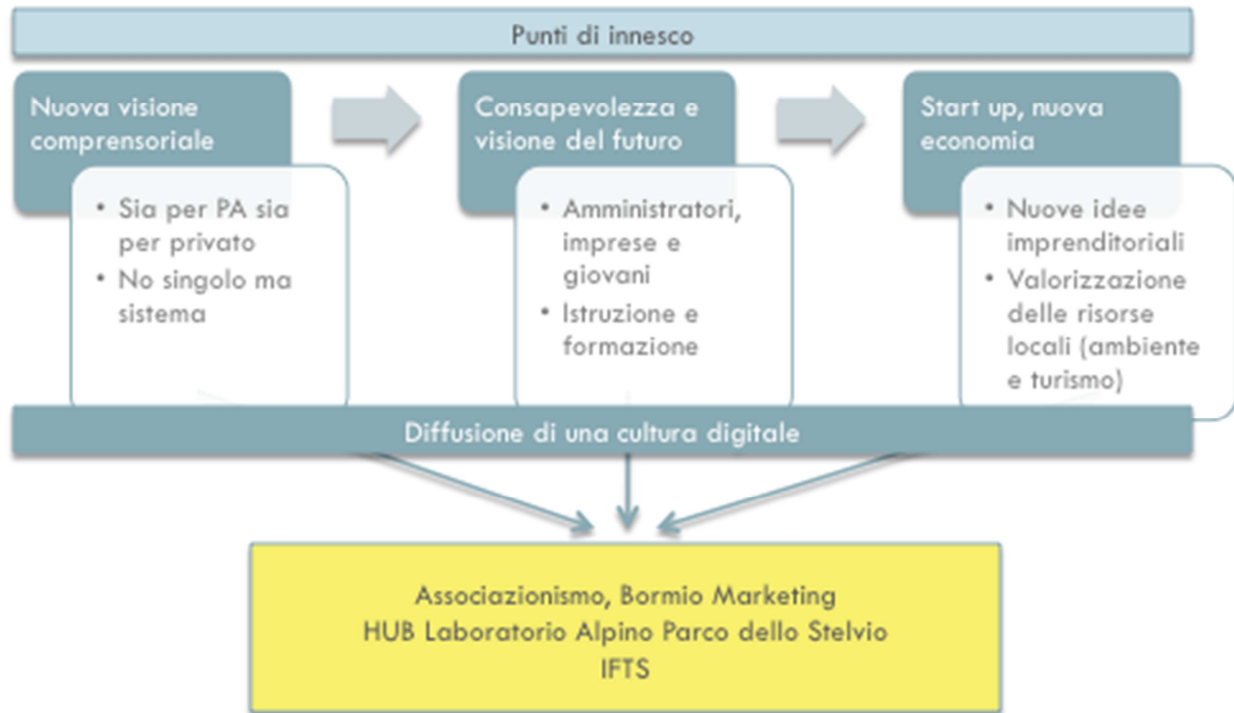 Punti di innesco
Nuova visione
comprensoriale
• Sia per PA sia
per privato
• No singolo ma
sistema
Consapevolezza e
visione del futuro
• Amministratori,
imprese e
giovani
• Istruzione e
formazione
Start up, nuova
economia
• Nuove idee
imprenditoriali
• Valorizzazione
delle risorse
locali (ambiente
e turismo)
Diffusione di una cultura digitale
Associazionismo, Bormio Marketing
HUB Laboratorio Alpino Parco dello Stelvio
IFTS